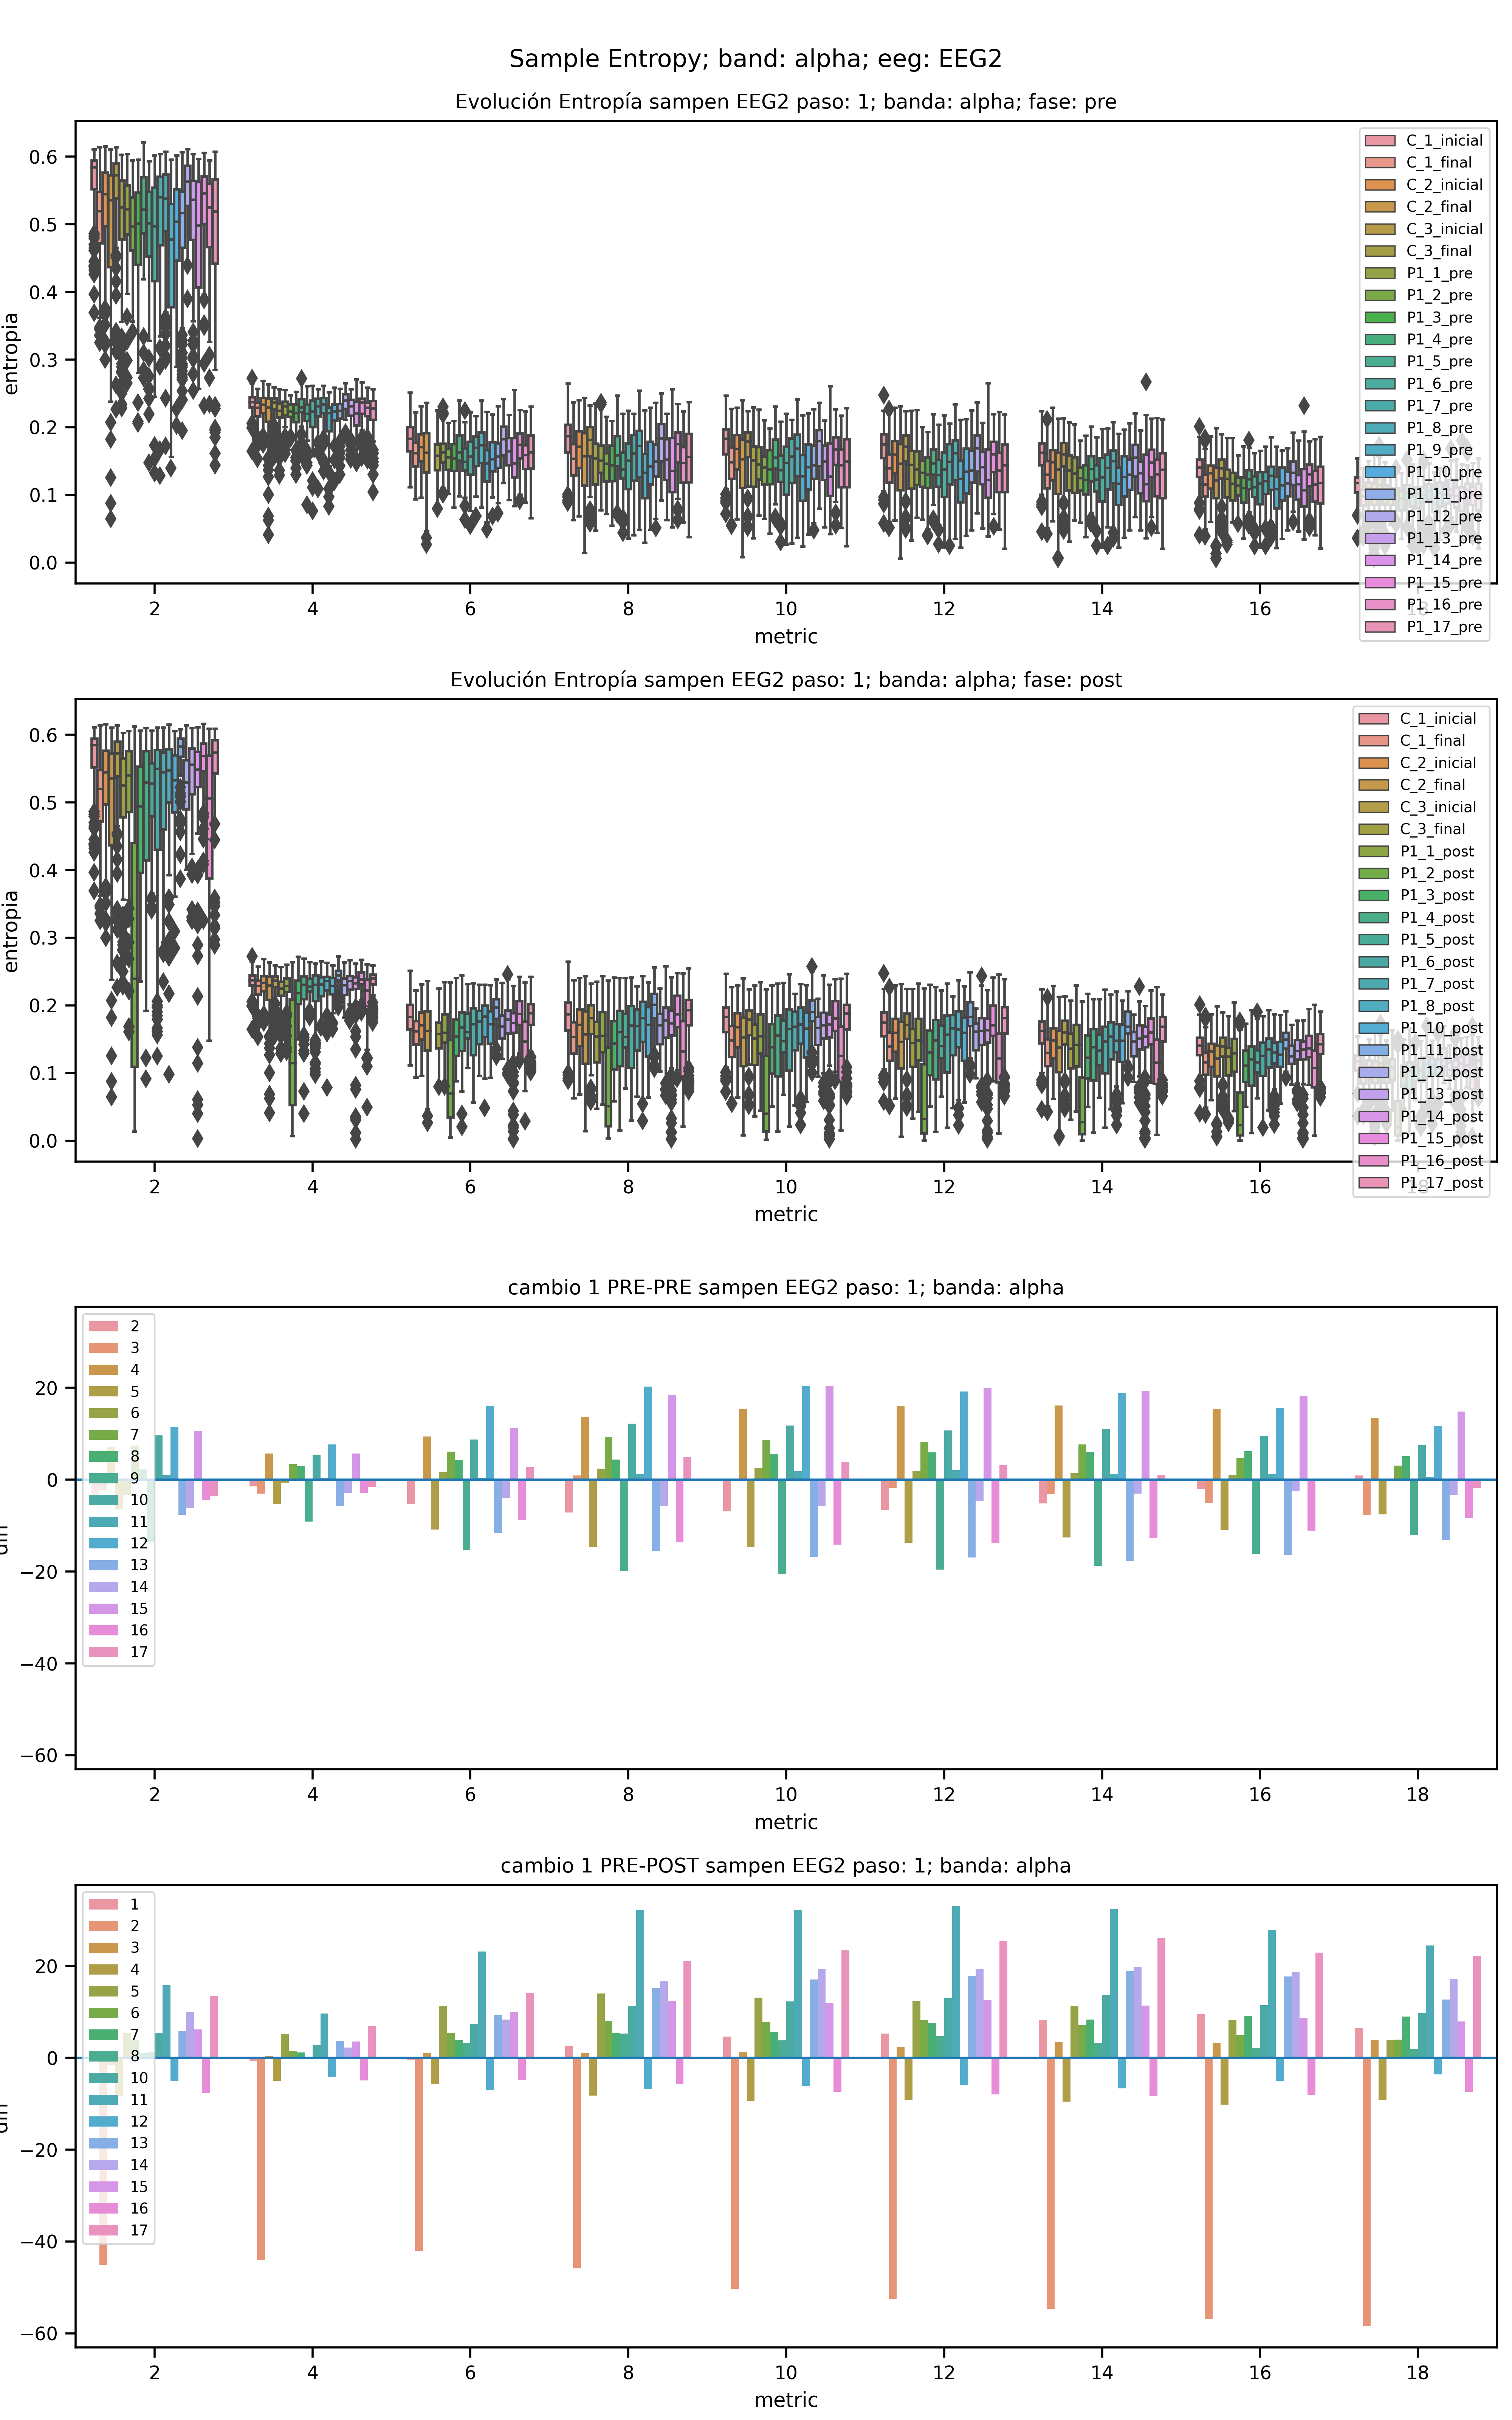 Sample Entropy; band: alpha; eeg: EEG2
Evolución Entropía sampen EEG2 paso: 1; banda: alpha; fase: pre
entropia
0.6
0.5
0.4
0.3
0.2
0.1
0.0
C_1_inicial
C_1_final
C_2_inicial
C_2_final
C_3_inicial
C_3_final
P1_1_pre
P1_2_pre
P1_3_pre
P1_4_pre
P1_5_pre
P1_6_pre
P1_7_pre
P1_8_pre
P1_9_pre
P1_10_pre
P1_11_pre
P1_12_pre
P1_13_pre
P1_14_pre
P1_15_pre
P1_16_pre
P1_17_pre
2 4 6 8 10 12 14 16 18
metric
Evolución Entropía sampen EEG2 paso: 1; banda: alpha; fase: post
entropia
0.6
0.5
0.4
0.3
0.2
0.1
0.0
C_1_inicial
C_1_final
C_2_inicial
C_2_final
C_3_inicial
C_3_final
P1_1_post
P1_2_post
P1_3_post
P1_4_post
P1_5_post
P1_6_post
P1_7_post
P1_8_post
P1_10_post
P1_11_post
P1_12_post
P1_13_post
P1_14_post
P1_15_post
P1_16_post
P1_17_post
2 4 6 8 10 12 14 16 18
metric
cambio 1 PRE-PRE sampen EEG2 paso: 1; banda: alpha
20
0
−20
−40
−60
2
3
4
5
6
7
8
9
10
11
12
13
14
15
16
17
2 4 6 8 10 12 14 16 18
metric
cambio 1 PRE-POST sampen EEG2 paso: 1; banda: alpha
20
0
−20
−40
−60
1
2
3
4
5
6
7
8
10
11
12
13
14
15
16
17
2 4 6 8 10 12 14 16 18
metric